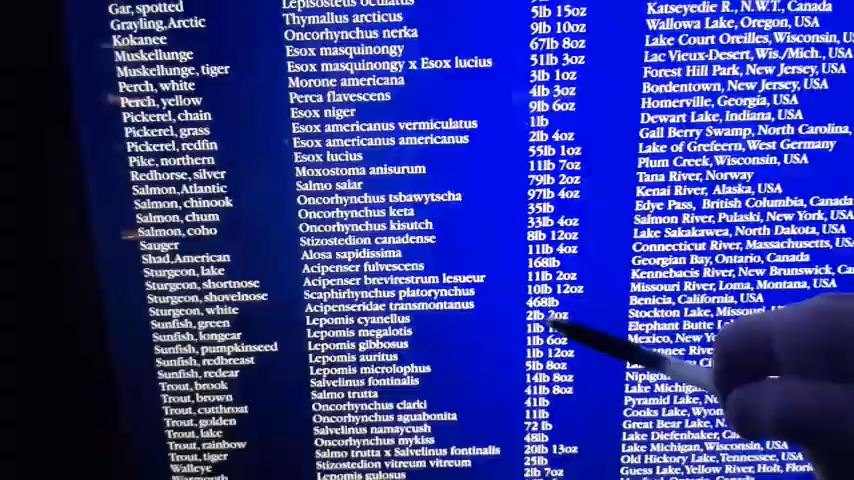 Gar, spotted Lepisosteus oculatus
Grayling, Arctic Thymallus arcticus 5lb 15oz Katseyedie R., N.W.T., Canada
Kokanee Oncorhynchus nerka 9lb 10oz Wallowa Lake, Oregon, USA
Muskellunge Esox masquinongy 67lb 8oz Lake Court Oreilles, Wisconsin,
Muskellunge, tiger Esox masquinongy x Esox lucius 51lb 3oz Lac Vieux-Desert, Wis./Mich., USA
Perch, white Morone americana 3lb 1oz Forest Hill Park, New Jersey, USA
Perch, yellow Perca flavescens 4lb 3oz Bordentown, New Jersey, USA
Pickerel, chain Esox niger 9lb 6oz Homerville, Georgia, USA
Pickerel, grass Esox americanus vermiculatus 1lb Dewart Lake, Indiana, USA
Pickerel, redfin Esox americanus americanus 2lb 4oz Gall Berry Swamp, North Carolina,
Pike, northern Esox lucius 55lb 1oz Lake of Grefeern, West Germany
Redhorse, silver Moxostoma anisurum 11lb 7oz Plum Creek, Wisconsin, USA
Salmon, Atlantic Salmo salar 79lb 2oz Tana River, Norway
Salmon, chinook Oncorhynchus tsbawytscha 97lb 4oz Kenai River, Alaska, USA
Salmon, chum Oncorhynchus keta 35lb Edye Pass, British Columbia, Canada
Salmon, coho Oncorhynchus kisutch 33lb 4oz Salmon River, Pulaski, New York, USA
Sauger Stizostedion canadense 8lb 12oz Lake Sakakawea, North Dakota, USA
Shad, American Alosa sapidissima 11lb 4oz Connecticut River, Massachusetts,
Sturgeon, lake Acipenser fulvescens 168lb Georgian Bay, Ontario, Canada
Sturgeon, shortnose Acipenser brevirestrum lesueur 11lb 2oz Kennebacis River, New Brunswick,
Sturgeon, shovelnose Scaphirhynchus platorynchus 10lb 12oz Missouri River, Loma, Montana, USA
Sturgeon, white Acipenseridae transmontanus 468lb Benicia, California, USA
Sunfish, green Lepomis cyanellus 2lb 2oz Stockton Lake, Missouri,
Sunfish, longear Lepomis megalotis 1lb Elephant Butte
Sunfish, pumpkinseed Lepomis gibbosus 1lb 6oz Mexico, New
Sunfish, redbreast Lepomis auritus 1lb 12oz
Sunfish, redear Lepomis microlophus 5lb 8oz
Trout, brook Salvelinus fontinalis 14lb 8oz
Trout, brown Salmo trutta 41lb 8oz Lake Michigan
Trout, cutthroat Oncorhynchus clarki 41lb Pyramid Lake,
Trout, golden Oncorhynchus aguabonita 11lb Cooks Lake,
Trout, lake Salvelinus namaycush 72 lb Great Bear Lake,
Trout, rainbow Oncorhynchus mykiss 48lb Lake Diefenbaker,
Trout, tiger Salmo trutta x Salvelinus fontinalis 20lb 13oz Lake Michigan, Wisconsin, USA
Walleye Stizostedion vitreum vitreum 25lb Old Hickory Lake, Tennessee, USA
Warmouth Lepomis gulosus 2lb 7oz Guess Lake, Yellow River, Holt,